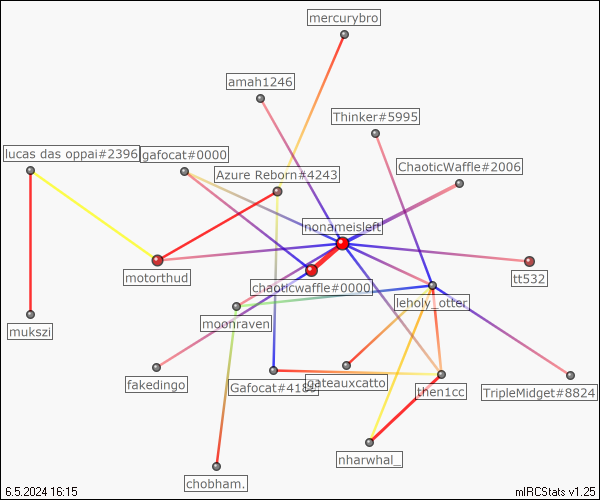 mercurybro
amah1246
Thinker#5995
lucas das oppai#2396
gafocat#0000
ChaoticWaffle#2006
Azure Reborn#4243
nonameisleft
motorthud
tt532
chaoticwaffle#0000
leholy_otter
moonraven
mukszi
fakedingo
Gafocat#4185
gateauxcatto
then1cc
TripleMidget#8824
nharwhal_
chobham.
6.5.2024 16:15
mIRCStats v1.25